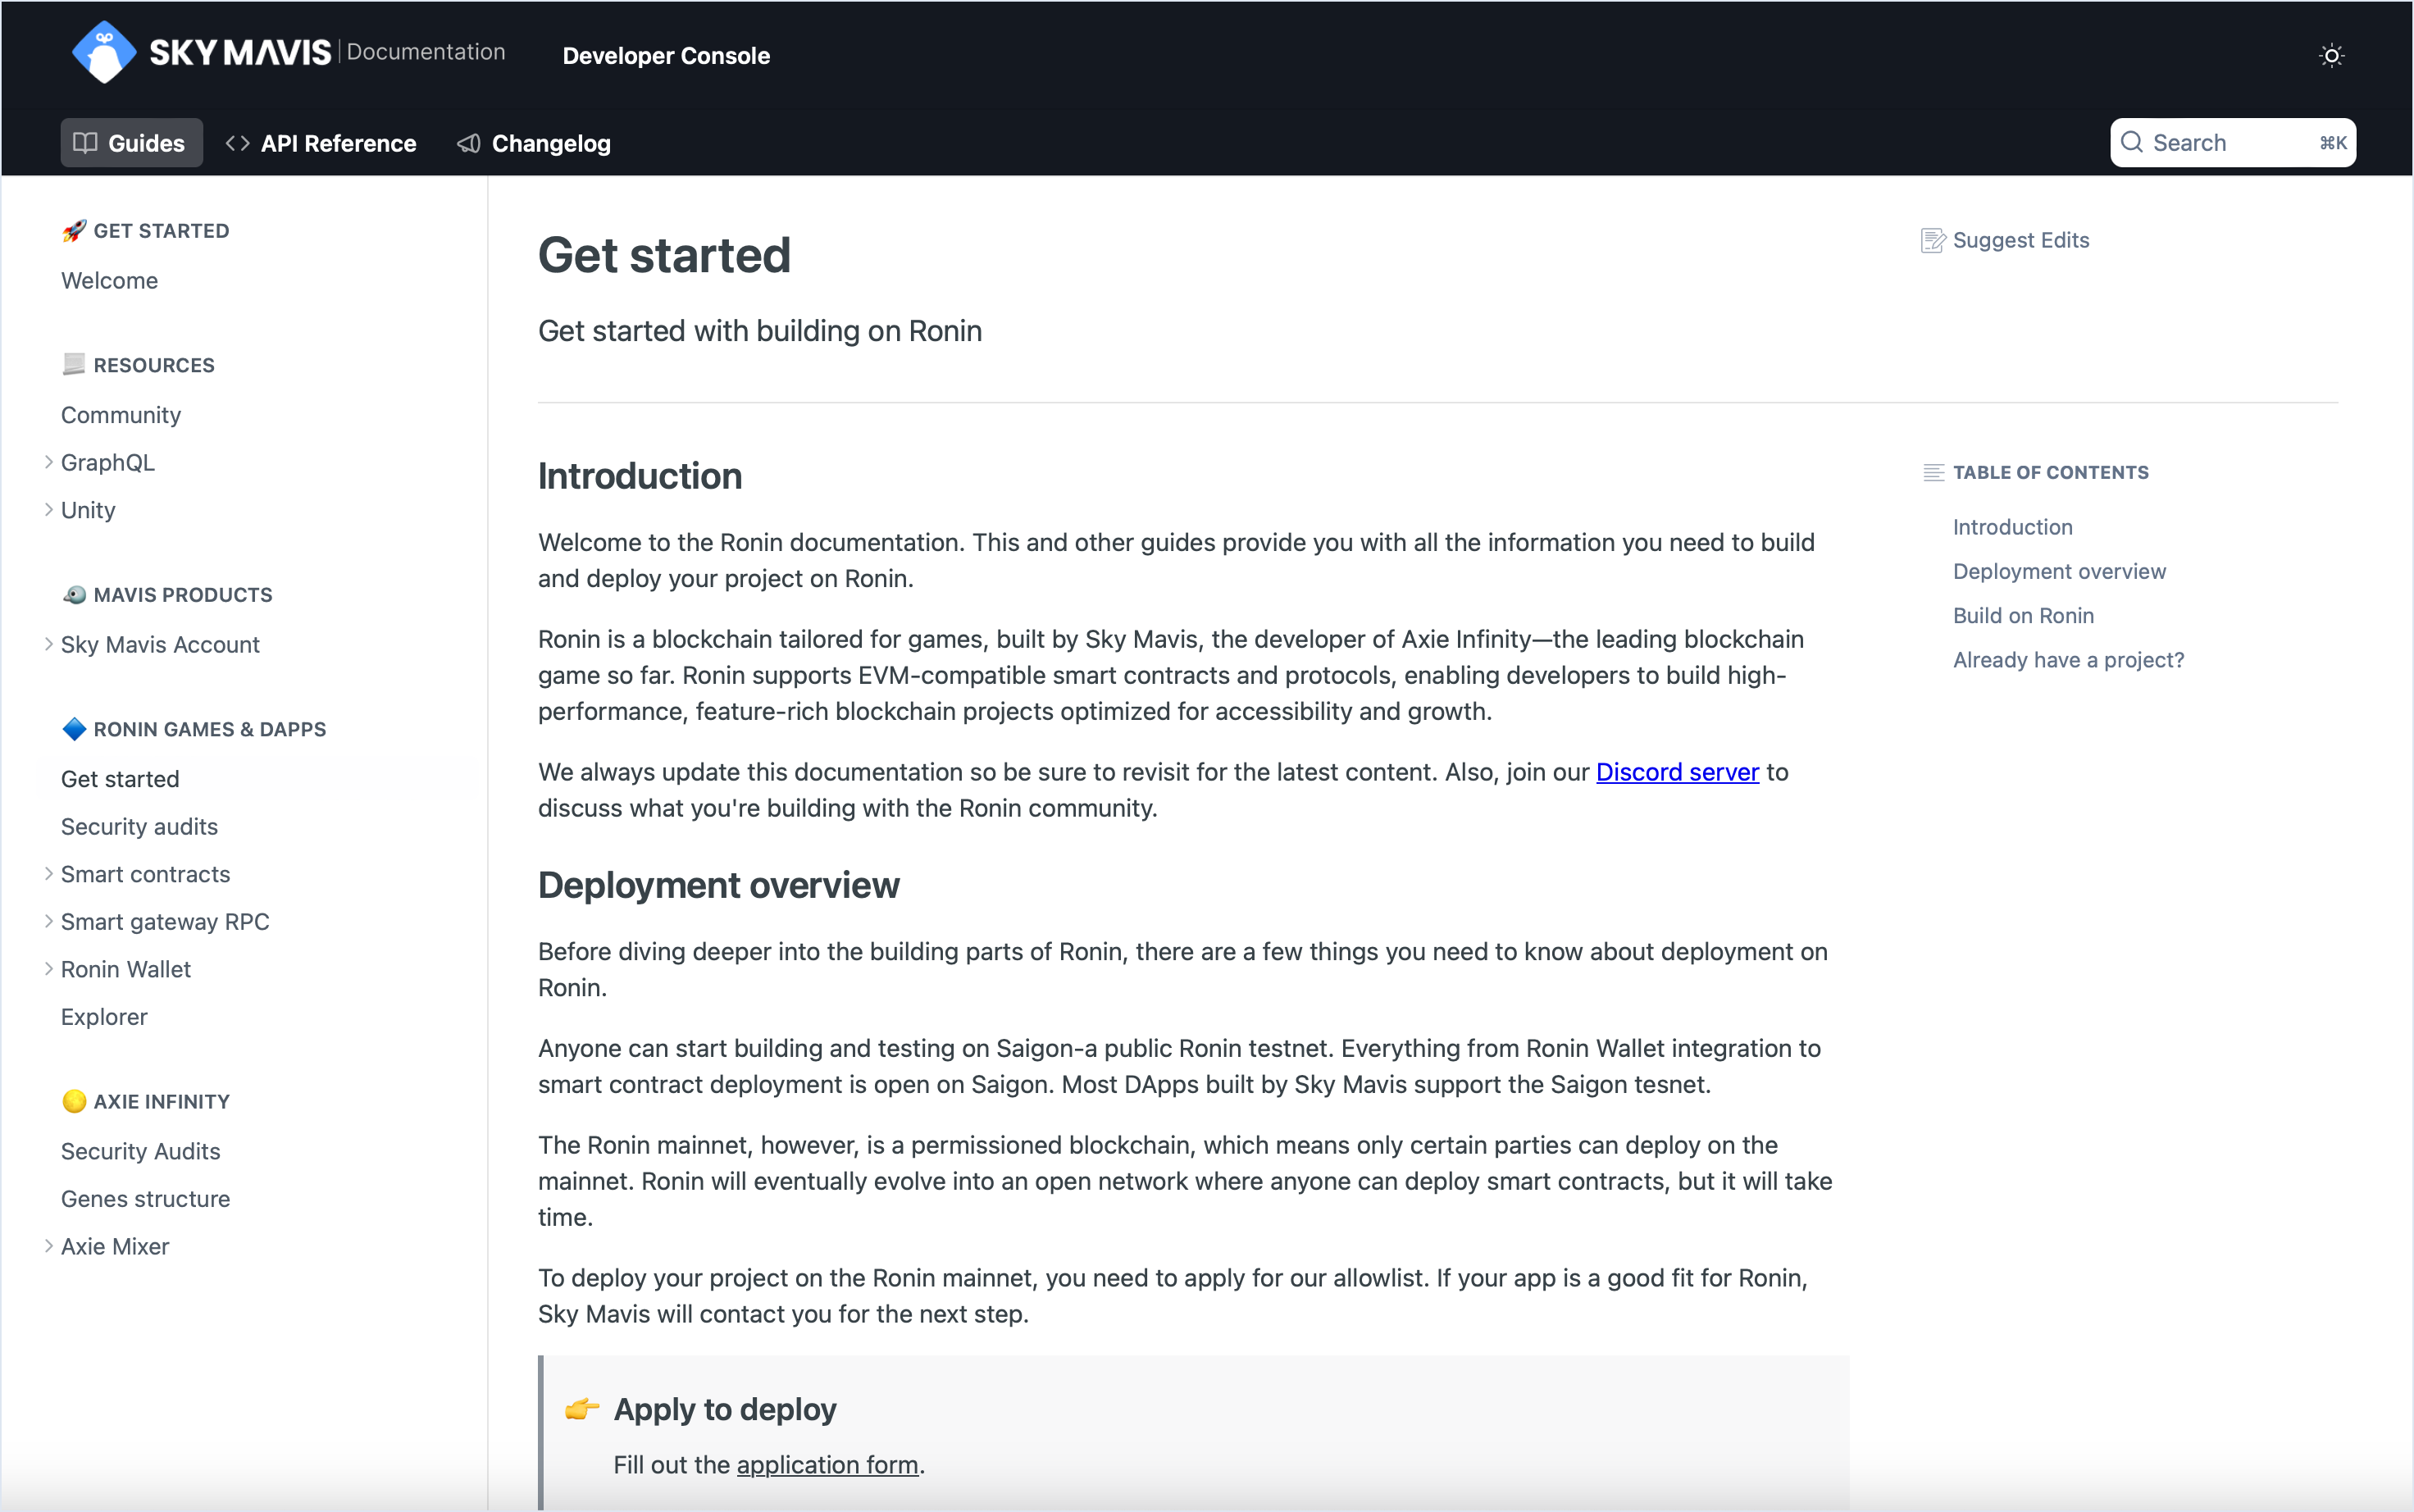 SKY MAVIS | Documentation
Developer Console
Guides
API Reference
Changelog
Search
⌘K
GET STARTED
Welcome
RESOURCES
Community
GraphQL
Unity
MAVIS PRODUCTS
Sky Mavis Account
RONIN GAMES & DAPPS
Get started
Security audits
Smart contracts
Smart gateway RPC
Ronin Wallet
Explorer
AXIE INFINITY
Security Audits
Genes structure
Axie Mixer
Get started
Get started with building on Ronin
Introduction
Welcome to the Ronin documentation. This and other guides provide you with all the information you need to build
and deploy your project on Ronin.
Ronin is a blockchain tailored for games, built by Sky Mavis, the developer of Axie Infinity—the leading blockchain
game so far. Ronin supports EVM-compatible smart contracts and protocols, enabling developers to build high-
performance, feature-rich blockchain projects optimized for accessibility and growth.
We always update this documentation so be sure to revisit for the latest content. Also, join our Discord server to
discuss what you're building with the Ronin community.
Deployment overview
Before diving deeper into the building parts of Ronin, there are a few things you need to know about deployment on
Ronin.
Anyone can start building and testing on Saigon-a public Ronin testnet. Everything from Ronin Wallet integration to
smart contract deployment is open on Saigon. Most DApps built by Sky Mavis support the Saigon tesnet.
The Ronin mainnet, however, is a permissioned blockchain, which means only certain parties can deploy on the
mainnet. Ronin will eventually evolve into an open network where anyone can deploy smart contracts, but it will take
time.
To deploy your project on the Ronin mainnet, you need to apply for our allowlist. If your app is a good fit for Ronin,
Sky Mavis will contact you for the next step.
Apply to deploy
Fill out the application form.
Suggest Edits
TABLE OF CONTENTS
Introduction
Deployment overview
Build on Ronin
Already have a project?